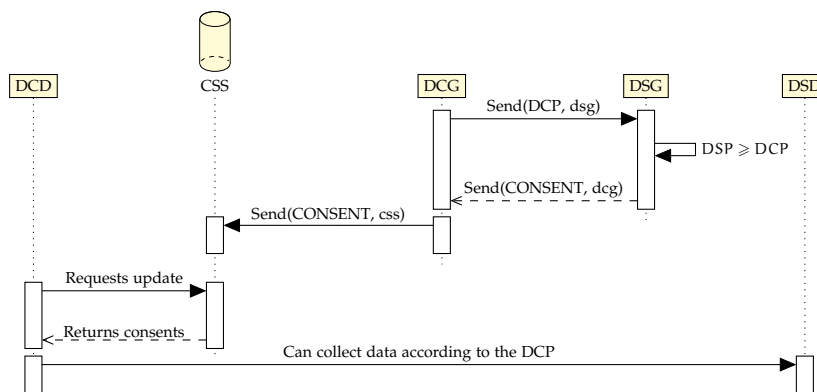 DCD
CSS
DCG
DSG
DSD
Send(DCP, dsg)
DSP ⩾ DCP
Send(CONSENT, dcg)
Send(CONSENT, css)
Requests update
Returns consents
Can collect data according to the DCP